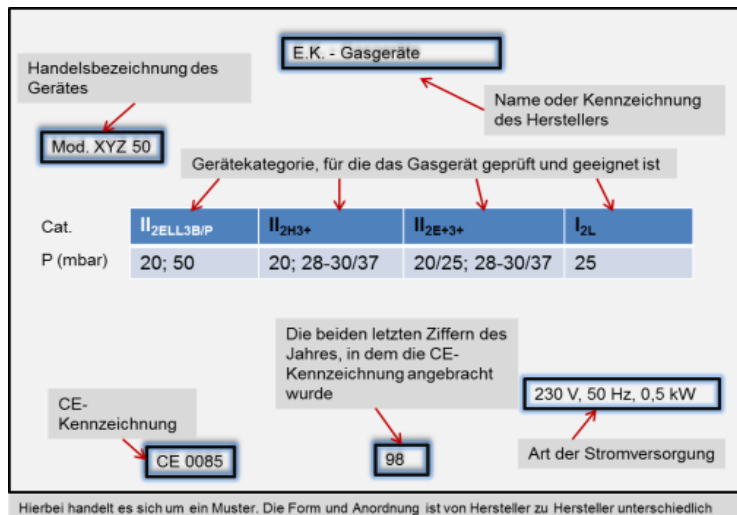 E.K. - Gasgeräte
Handelsbezeichnung des
Gerätes
Name oder Kennzeichnung
des Herstellers
Mod. XYZ 50
Gerätekategorie, für die das Gasgerät geprüft und geeignet ist
Cat. II2ELL3B/P II2H3+ II2E+3+ I2L
P (mbar) 20; 50 20; 28-30/37 20/25; 28-30/37 25
Die beiden letzten Ziffern des
Jahres, in dem die CE-
Kennzeichnung angebracht
wurde
230 V, 50 Hz, 0,5 kW
CE-
Kennzeichnung
Art der Stromversorgung
CE 0085
98
Hierbei handelt es sich um ein Muster. Die Form und Anordnung ist von Hersteller zu Hersteller unterschiedlich